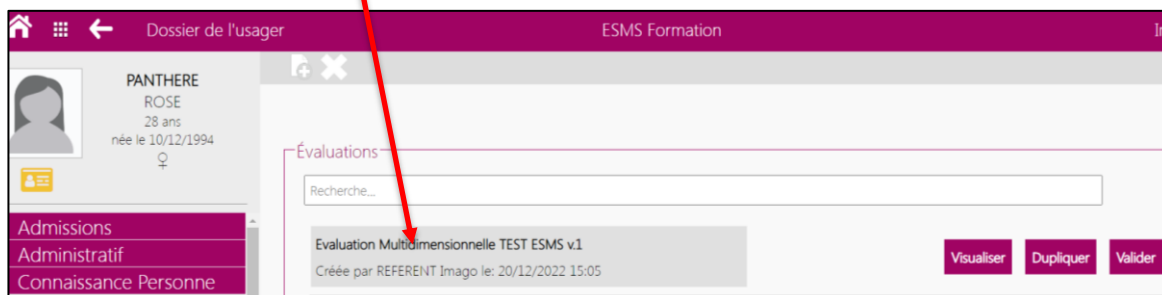 Dossier de l'usager
ESMS Formation
PANTHERE
ROSE
28 ans
née le 10/12/1994
Évaluations
Recherche...
Admissions
Administratif
Connaissance Personne
Evaluation Multidimensionnelle TEST ESMS v.1
Créée par REFERENT Imago le: 20/12/2022 15:05
Visualiser
Dupliquer
Valider